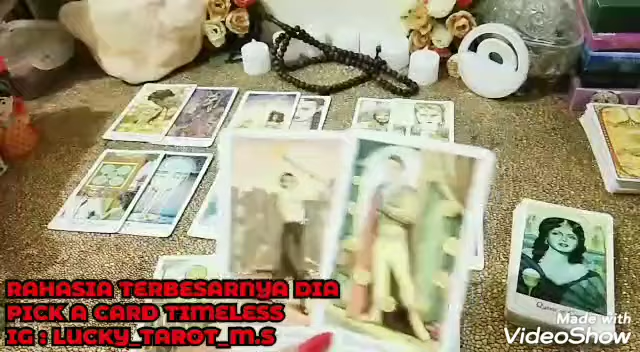 RAHASIA TERBESARNYA DIA
PICK A CARD TIMELESS
IG : LUCKY_TAROT_M.S
Made with
VideoShow